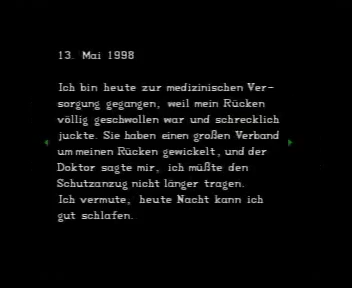 13. Mai 1998
Ich bin heute zur medizinischen Ver-
sorgung gegangen, weil mein Rücken
völlig geschwollen war und schrecklich
juckte. Sie haben einen großen Verband
um meinen Rücken gewickelt, und der
Doktor sagte mir, ich müßte den
Schutzanzug nicht länger tragen.
Ich vermute, heute Nacht kann ich
gut schlafen.